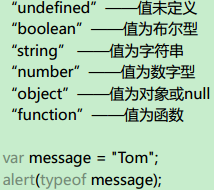 “undefined” ——值未定义
“boolean” ——值为布尔型
“string” ——值为字符串
“number” ——值为数字型
“object” ——值为对象或null
“function” ——值为函数
var message = "Tom";
alert(typeof message);